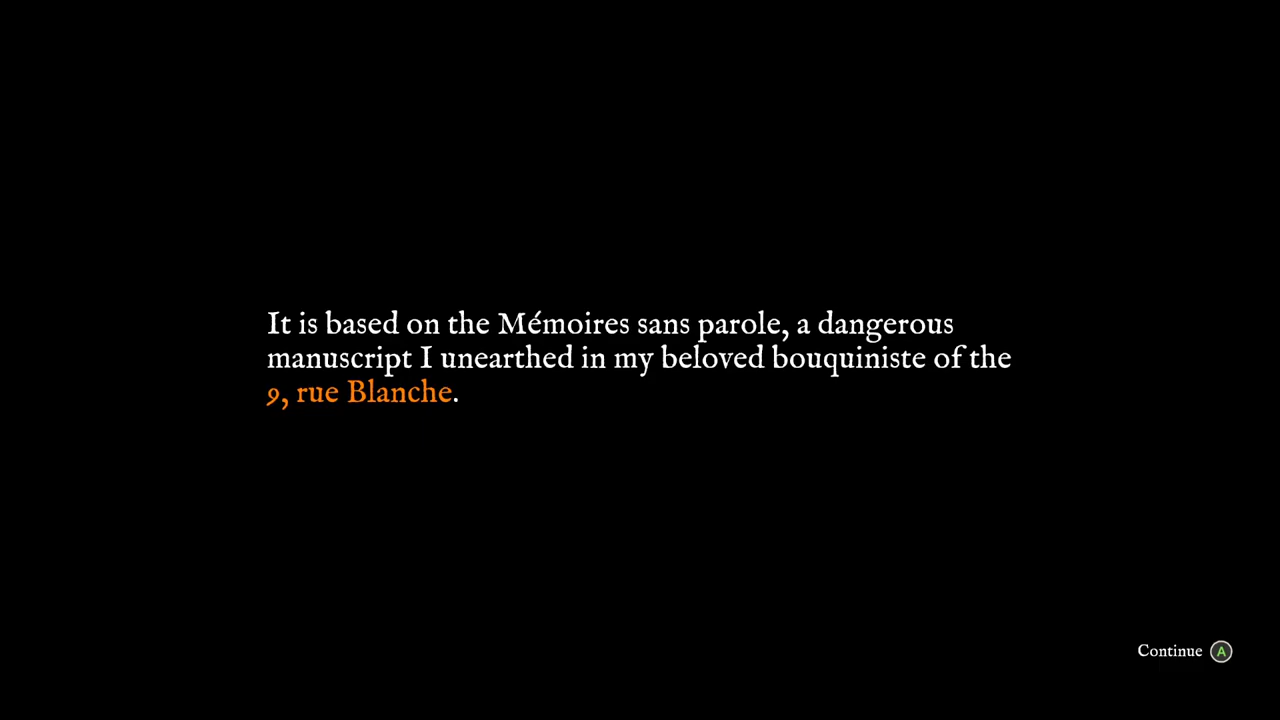 It is based on the Mémoires sans parole, a dangerous
manuscript I unearthed in my beloved bouquiniste of the
9, rue Blanche.
Continue A